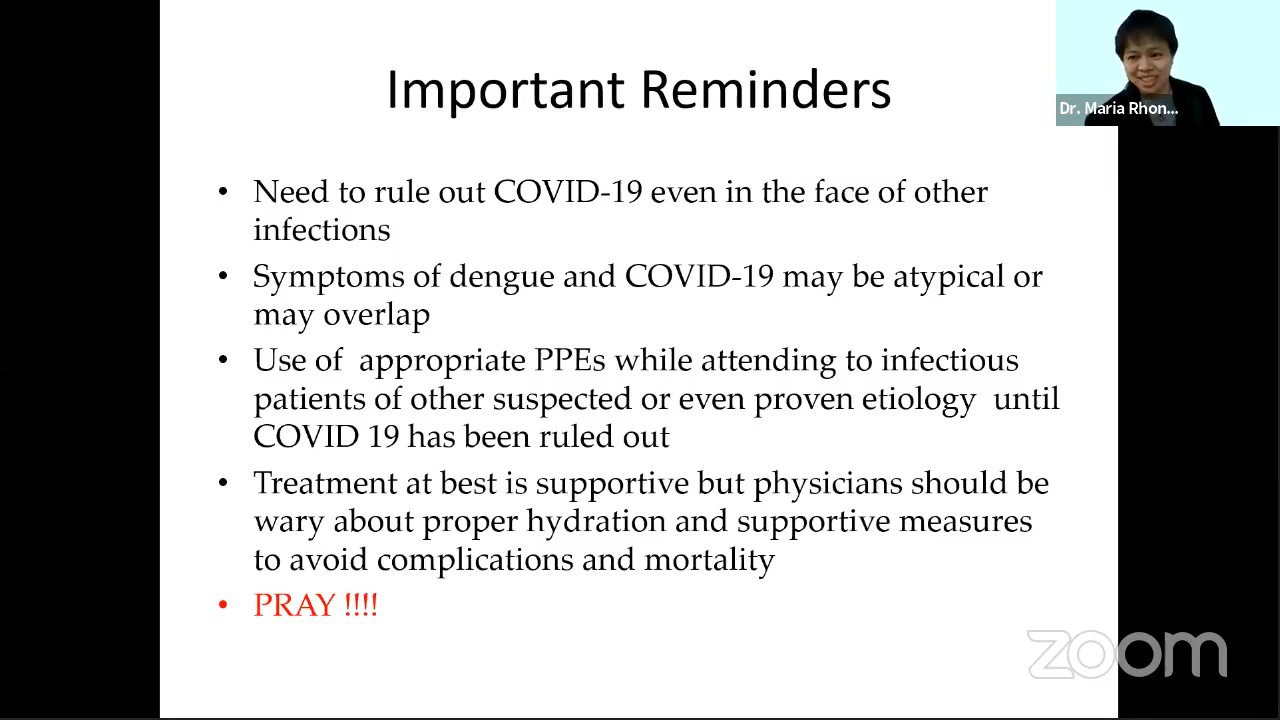 Important Reminders
Dr. Maria Rhon...
• Need to rule out COVID-19 even in the face of other
infections
• Symptoms of dengue and COVID-19 may be atypical or
may overlap
• Use of  appropriate PPEs while attending to infectious
patients of other suspected or even proven etiology  until
COVID 19 has been ruled out
• Treatment at best is supportive but physicians should be
wary about proper hydration and supportive measures
to avoid complications and mortality
• PRAY !!!!
zoom